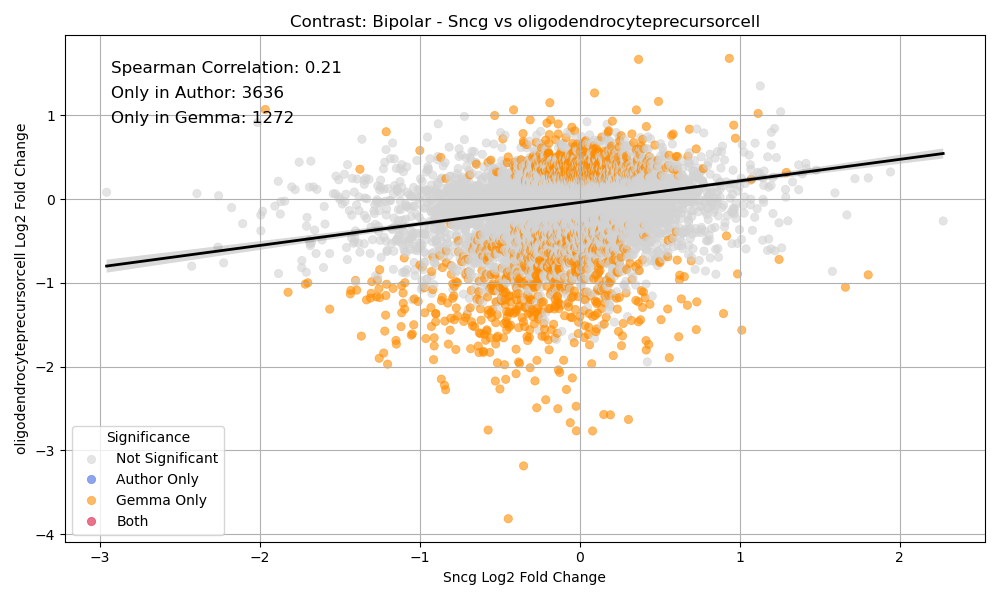 Contrast: Bipolar - Sncg vs oligodendrocyteprecursorcell
Spearman Correlation: 0.21
Only in Author: 3636
Only in Gemma: 1272
oligodendrocyteprecursorcell Log2 Fold Change
1
0
−1
−2
−3
−4
Significance
Not Significant
Author Only
Gemma Only
Both
−3
−2
−1
0
1
2
Sncg Log2 Fold Change